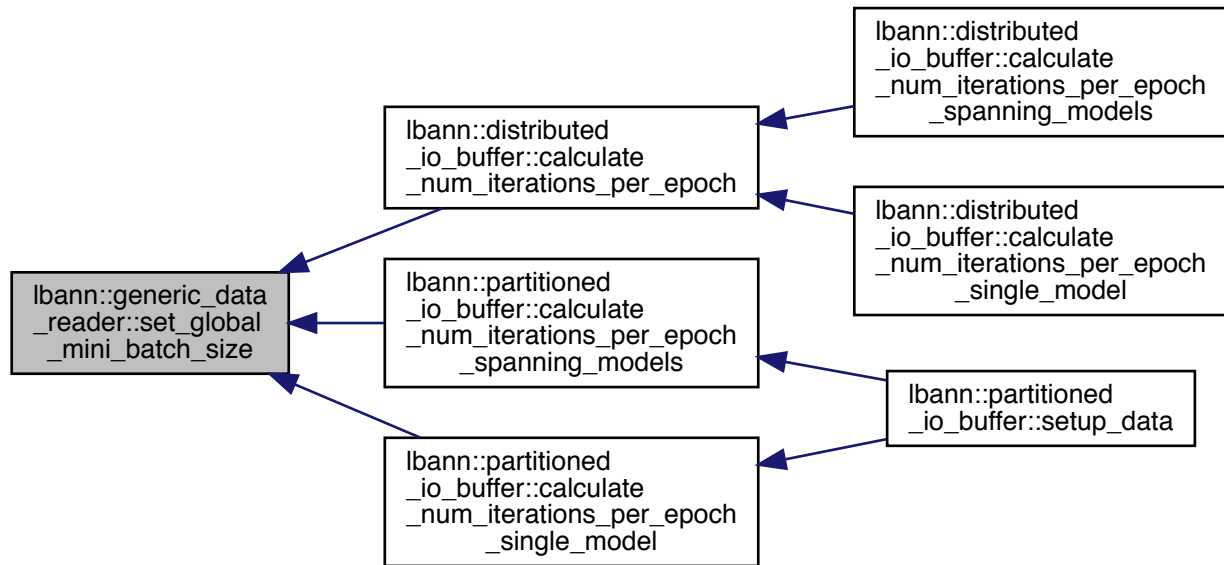 lbann::generic_data
_reader::set_global
_mini_batch_size
lbann::distributed
_io_buffer::calculate
_num_iterations_per_epoch
lbann::partitioned
_io_buffer::calculate
_num_iterations_per_epoch
_spanning_models
lbann::partitioned
_io_buffer::calculate
_num_iterations_per_epoch
_single_model
lbann::distributed
_io_buffer::calculate
_num_iterations_per_epoch
_spanning_models
lbann::distributed
_io_buffer::calculate
_num_iterations_per_epoch
_single_model
lbann::partitioned
_io_buffer::setup_data